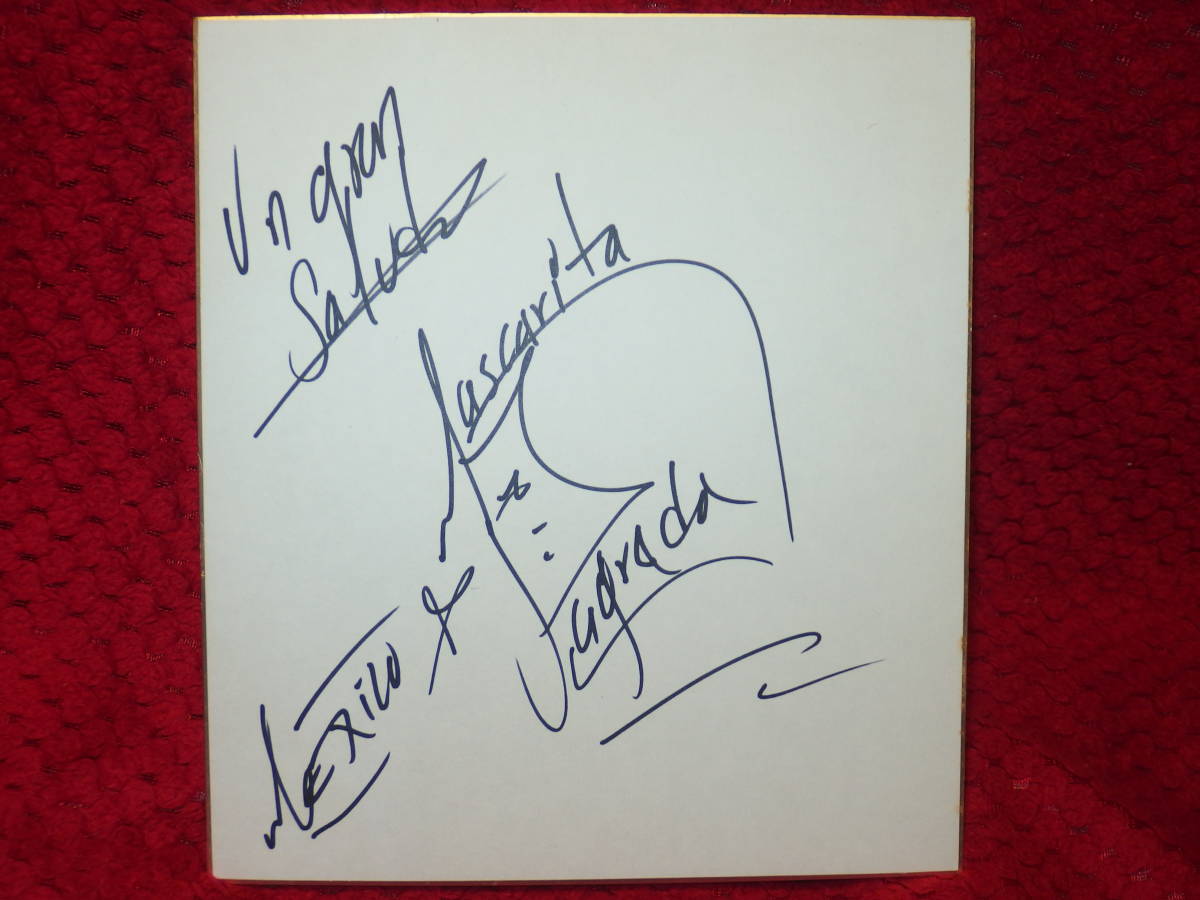 Un gran
Saludo
Mascarita
Sagrada
MEXICO